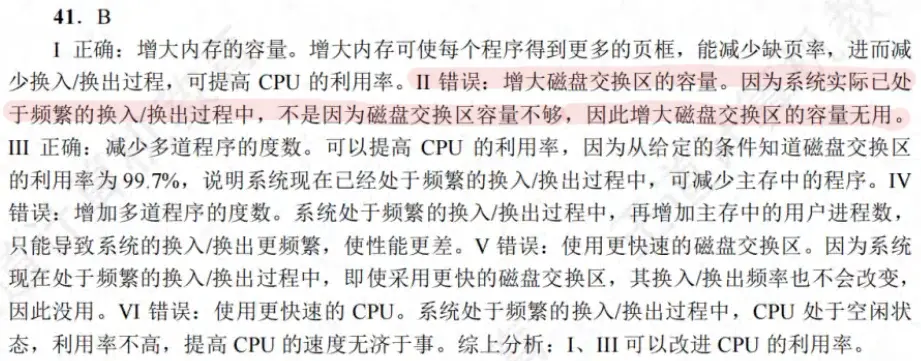 41．B
I 正确：增大内存的容量。增大内存可使每个程序得到更多的页框，能减少缺页率，进而减
少换入/换出过程，可提高 CPU 的利用率。II 错误：增大磁盘交换区的容量。因为系统实际已处
于频繁的换入/换出过程中，不是因为磁盘交换区容量不够，因此增大磁盘交换区的容量无用。
III 正确：减少多道程序的度数。可以提高 CPU 的利用率，因为从给定的条件知道磁盘交换区
的利用率为 99.7%，说明系统现在已经处于频繁的换入/换出过程中，可减少主存中的程序。IV
错误：增加多道程序的度数。系统处于频繁的换入/换出过程中，再增加主存中的用户进程数，
只能导致系统的换入/换出更频繁，使性能更差。V 错误：使用更快速的磁盘交换区。因为系统
现在处于频繁的换入/换出过程中，即使采用更快的磁盘交换区，其换入/换出频率也不会改变，
因此没用。VI 错误：使用更快速的 CPU。系统处于频繁的换入/换出过程中，CPU 处于空闲状
态，利用率不高，提高 CPU 的速度无济于事。综上分析：I、III 可以改进 CPU 的利用率。